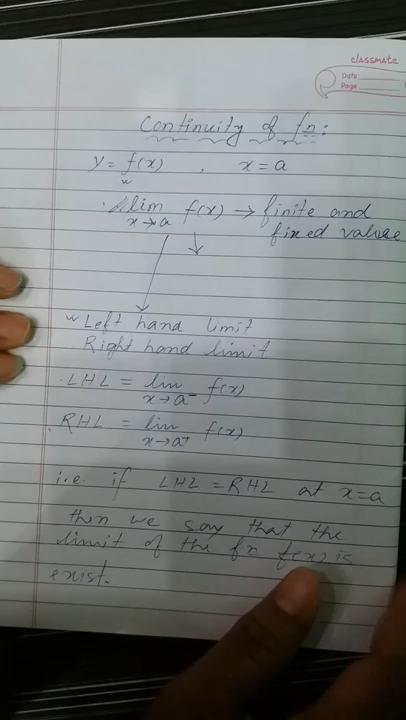 classmate
Date
Page
Continuity of fn:
y = f(x) , x = a
lim f(x) → finite and
x→a fixed value
Left hand limit
Right hand limit
LHL = lim f(x)
x→a⁻
RHL = lim f(x)
x→a⁺
i.e. if LHL = RHL at x=a
then we say that the
limit of the fn f(x) is
exist.